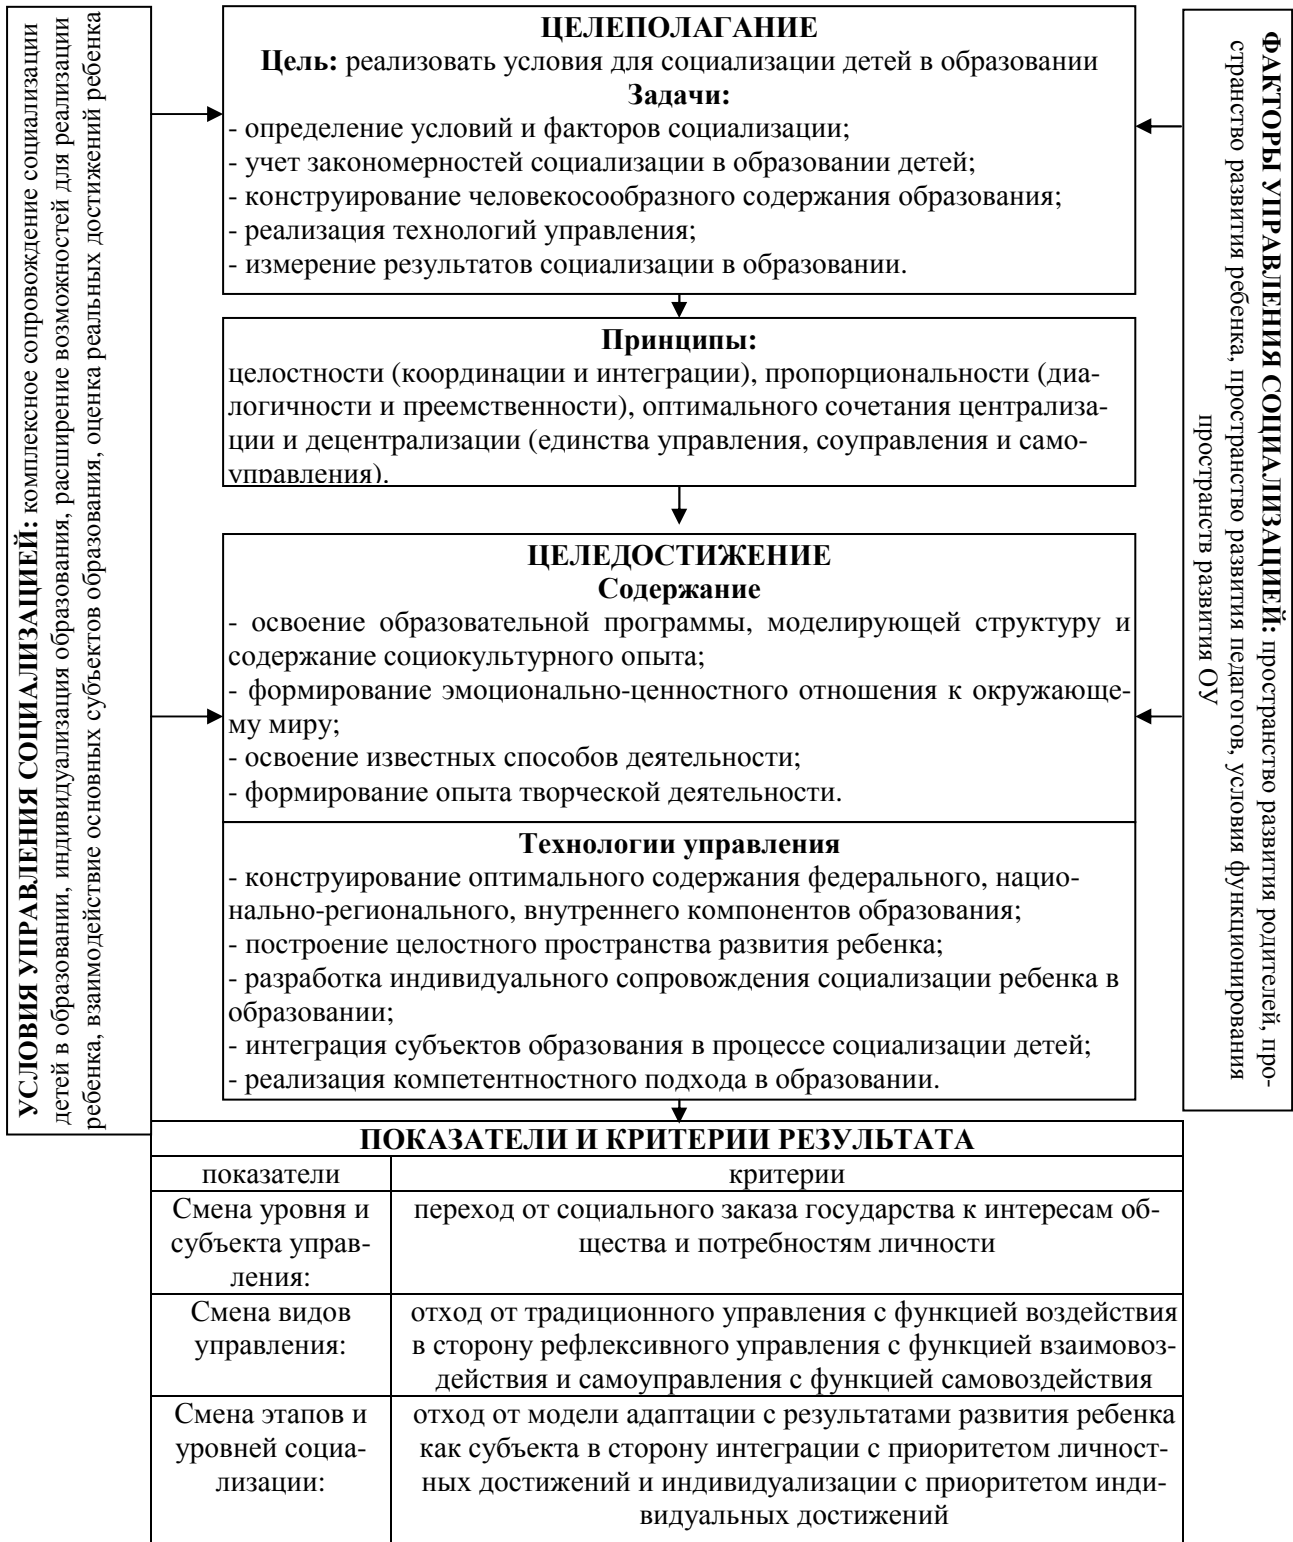 УСЛОВИЯ УПРАВЛЕНИЯ СОЦИАЛИЗАЦИЕЙ: комплексное сопровождение социализации
детей в образовании, индивидуализация образования, расширение возможностей для реализации
ребенка, взаимодействие основных субъектов образования, оценка реальных достижений ребенка
ЦЕЛЕПОЛАГАНИЕ
Цель: реализовать условия для социализации детей в образовании
Задачи:
- определение условий и факторов социализации;
- учет закономерностей социализации в образовании детей;
- конструирование человекосообразного содержания образования;
- реализация технологий управления;
- измерение результатов социализации в образовании.
Принципы:
целостности (координации и интеграции), пропорциональности (диа-
логичности и преемственности), оптимального сочетания централиза-
ции и децентрализации (единства управления, соуправления и само-
управления).
ЦЕЛЕДОСТИЖЕНИЕ
Содержание
- освоение образовательной программы, моделирующей структуру и
содержание социокультурного опыта;
- формирование эмоционально-ценностного отношения к окружающе-
му миру;
- освоение известных способов деятельности;
- формирование опыта творческой деятельности.
Технологии управления
- конструирование оптимального содержания федерального, нацио-
нально-регионального, внутреннего компонентов образования;
- построение целостного пространства развития ребенка;
- разработка индивидуального сопровождения социализации ребенка в
образовании;
- интеграция субъектов образования в процессе социализации детей;
- реализация компетентностного подхода в образовании.
ФАКТОРЫ УПРАВЛЕНИЯ СОЦИАЛИЗАЦИЕЙ: пространство развития родителей, про-
странство развития ребенка, пространство развития педагогов, условия функционирования
пространств развития ОУ
ПОКАЗАТЕЛИ И КРИТЕРИИ РЕЗУЛЬТАТА
показатели
критерии
Смена уровня и
субъекта управ-
ления:
переход от социального заказа государства к интересам об-
щества и потребностям личности
Смена видов
управления:
отход от традиционного управления с функцией воздействия
в сторону рефлексивного управления с функцией взаимовоз-
действия и самоуправления с функцией самовоздействия
Смена этапов и
уровней социа-
лизации:
отход от модели адаптации с результатами развития ребенка
как субъекта в сторону интеграции с приоритетом личност-
ных достижений и индивидуализации с приоритетом инди-
видуальных достижений